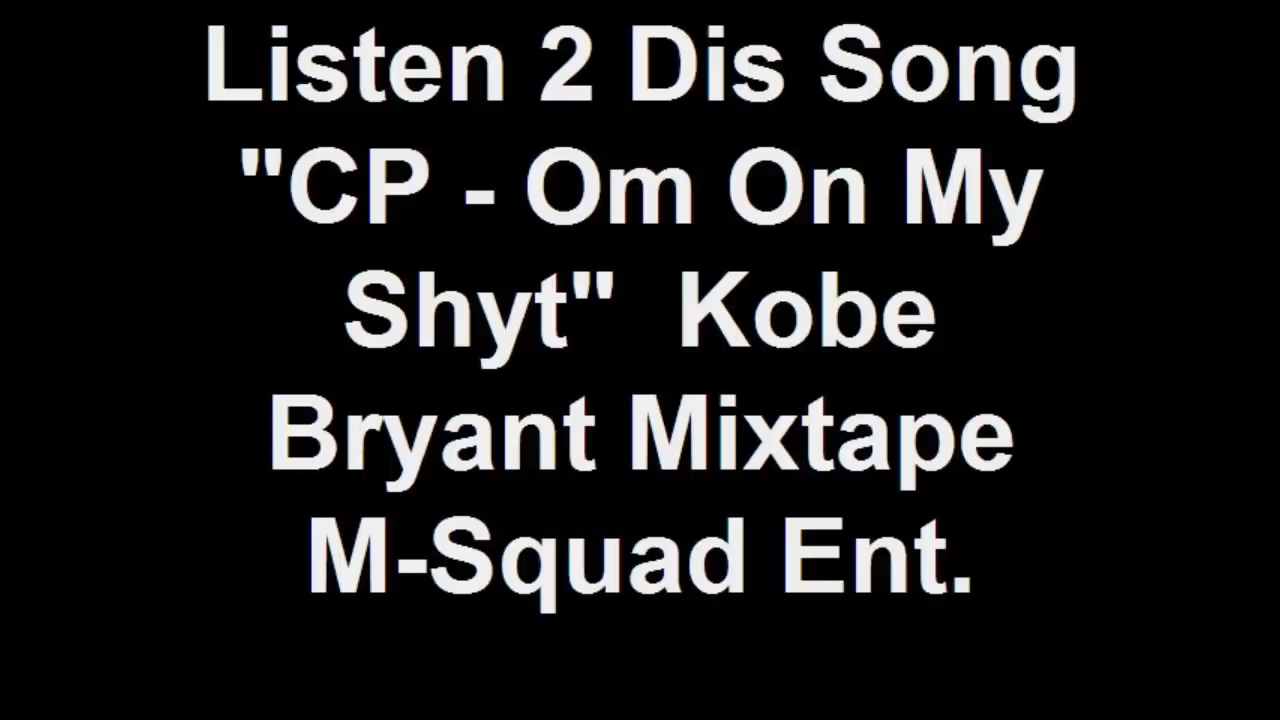 Listen 2 Dis Song
"CP - Om On My
Shyt"  Kobe
Bryant Mixtape
M-Squad Ent.